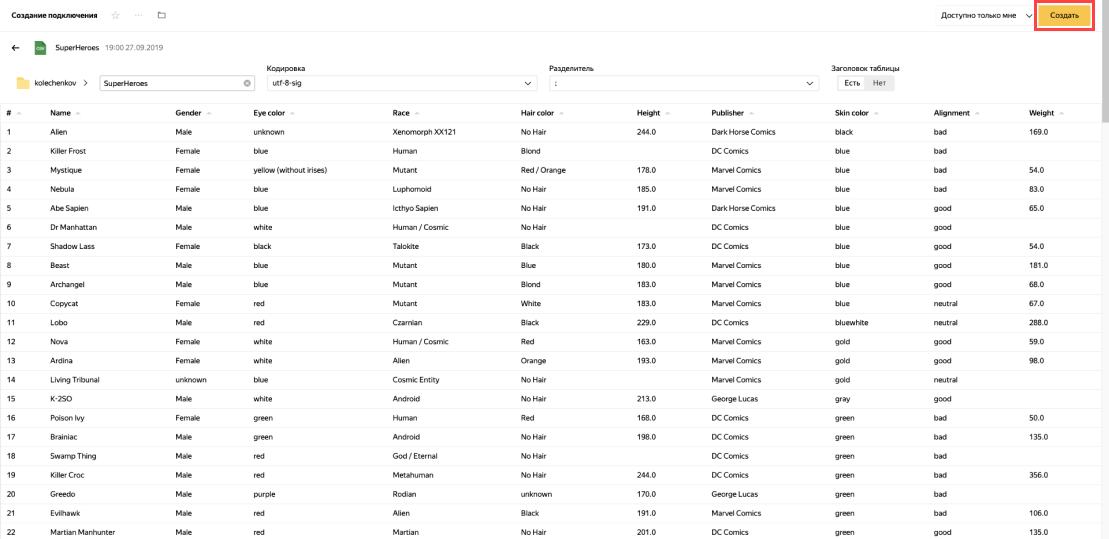 Создание подключения
Доступно только мне
Создать
csv SuperHeroes 19:00 27.09.2019
Кодировка Разделитель Заголовок таблицы
kolechenkov SuperHeroes utf-8-sig ; Есть Нет
# Name Gender Eye color Race Hair color Height Publisher Skin color Alignment Weight
1 Alien Male unknown Xenomorph XX121 No Hair 244.0 Dark Horse Comics black bad 169.0
2 Killer Frost Female blue Human Blond DC Comics blue bad
3 Mystique Female yellow (without irises) Mutant Red / Orange 178.0 Marvel Comics blue bad 54.0
4 Nebula Female blue Luphomoid No Hair 185.0 Marvel Comics blue bad 83.0
5 Abe Sapien Male blue Icthyo Sapien No Hair 191.0 Dark Horse Comics blue good 65.0
6 Dr Manhattan Male white Human / Cosmic No Hair DC Comics blue good
7 Shadow Lass Female black Talokite Black 173.0 DC Comics blue good 54.0
8 Beast Male blue Mutant Blue 180.0 Marvel Comics blue good 181.0
9 Archangel Male blue Mutant Blond 183.0 Marvel Comics blue good 68.0
10 Copycat Female red Mutant White 183.0 Marvel Comics blue neutral 67.0
11 Lobo Male red Czarnian Black 229.0 DC Comics bluewhite neutral 288.0
12 Nova Female white Human / Cosmic Red 163.0 Marvel Comics gold good 59.0
13 Ardina Female white Alien Orange 193.0 Marvel Comics gold good 98.0
14 Living Tribunal unknown blue Cosmic Entity No Hair Marvel Comics gold neutral
15 K-2SO Male white Android No Hair 213.0 George Lucas gray good
16 Poison Ivy Female green Human Red 168.0 DC Comics green bad 50.0
17 Brainiac Male green Android No Hair 198.0 DC Comics green bad 135.0
18 Swamp Thing Male red God / Eternal No Hair DC Comics green bad
19 Killer Croc Male red Metahuman No Hair 244.0 DC Comics green bad 356.0
20 Greedo Male purple Rodian unknown 170.0 George Lucas green bad
21 Evilhawk Male red Alien Black 191.0 Marvel Comics green bad 106.0
22 Martian Manhunter Male red Martian No Hair 201.0 DC Comics green good 135.0